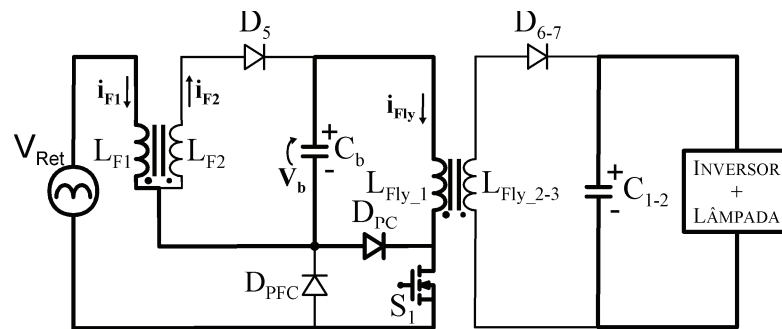 D5
D6-7
iF1
iF2
iFly
VRet
LF1
LF2
+
Cb
-
Vb
LFly_1
LFly_2-3
+
C1-2
-
INVERSOR
+
LÂMPADA
DPC
DPFC
S1